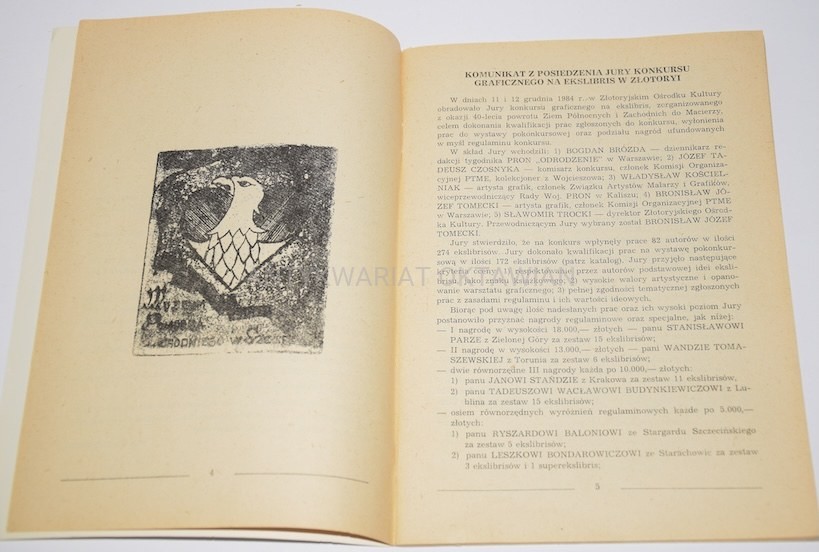 4
KOMUNIKAT Z POSIEDZENIA JURY KONKURSU
GRAFICZNEGO NA EKSLIBRIS W ZŁOTORYI
W dniach 11 i 12 grudnia 1984 r. w Złotoryjskim Ośrodku Kultury
obradowało Jury konkursu graficznego na ekslibris, zorganizowanego
z okazji 40-lecia powrotu Ziem Północnych i Zachodnich do Macierzy,
celem dokonania kwalifikacji prac zgłoszonych do konkursu, wyłonienia
prac do wystawy pokonkursowej oraz podziału nagród ufundowanych
w myśl regulaminu konkursu.
W skład Jury wchodzili: 1) BOGDAN BRÓZDA — dziennikarz re-
dakcji tygodnika PRON „ODRODZENIE" w Warszawie; 2) JÓZEF TA-
DEUSZ CZOSNYKA — komisarz konkursu, członek Komisji Organiza-
cyjnej PTME, kolekcjoner z Wojcieszowa; 3) WŁADYSŁAW KOŚCIEL-
NIAK — artysta grafik, członek Związku Artystów Malarzy i Grafików,
wiceprzewodniczący Rady Woj. PRON w Kaliszu; 4) BRONISŁAW JÓ-
ZEF TOMECKI — artysta grafik, członek Komisji Organizacyjnej PTME
w Warszawie; 5) SŁAWOMIR TROCKI — dyrektor Złotoryjskiego Ośrod-
ka Kultury. Przewodniczącym Jury wybrany został BRONISŁAW JÓZEF
TOMECKI.
Jury stwierdziło, że na konkurs wpłynęły prace 82 autorów w ilości
274 ekslibrisów. Jury dokonało kwalifikacji prac na wystawę pokonkur-
sową w ilości 172 ekslibrisów (patrz katalog). Jury przyjęło następujące
przez autorów podstawowej idei eksli-
brisu, jako znaku 2) wysokie walory artystyczne i opano-
wanie warsztatu graficznego; 3) pełnej zgodności tematycznej zgłoszonych
prac z zasadami regulaminu i ich wartości ideowych.
Biorąc pod uwagę ilość nadesłanych prac oraz ich wysoki poziom Jury
postanowiło przyznać nagrody regulaminowe oraz specjalne, jak niżej:
— I nagrodę w wysokości 18.000,— złotych — panu STANISŁAWOWI
PARZE z Zielonej Góry za zestaw 15 ekslibrisów;
— II nagrodę w wysokości 13.000,— złotych — pani WANDZIE TOMA-
SZEWSKIEJ z Torunia za zestaw 6 ekslibrisów;
— dwie równorzędne III nagrody każda po 10.000,— złotych:
1) panu JANOWI STANDZIE z Krakowa za zestaw 11 ekslibrisów,
2) panu TADEUSZOWI WACŁAWOWI BUDYNKIEWICZOWI z Lu-
blina za zestaw 15 ekslibrisów;
— osiem równorzędnych wyróżnień regulaminowych każde po 5.000,—
złotych:
1) panu RYSZARDOWI BALONIOWI ze Stargardu Szczecińskiego
za zestaw 5 ekslibrisów;
2) panu LESZKOWI BONDAROWICZOWI ze Starachowic za zestaw
3 ekslibrisów i 1 superekslibris;
5